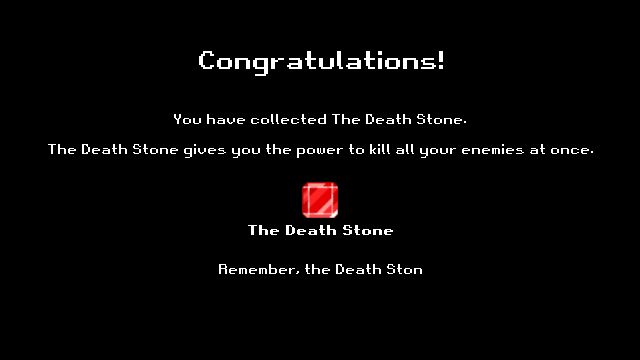 Congratulations!
You have collected The Death Stone.
The Death Stone gives you the power to kill all your enemies at once.
The Death Stone
Remember, the Death Ston